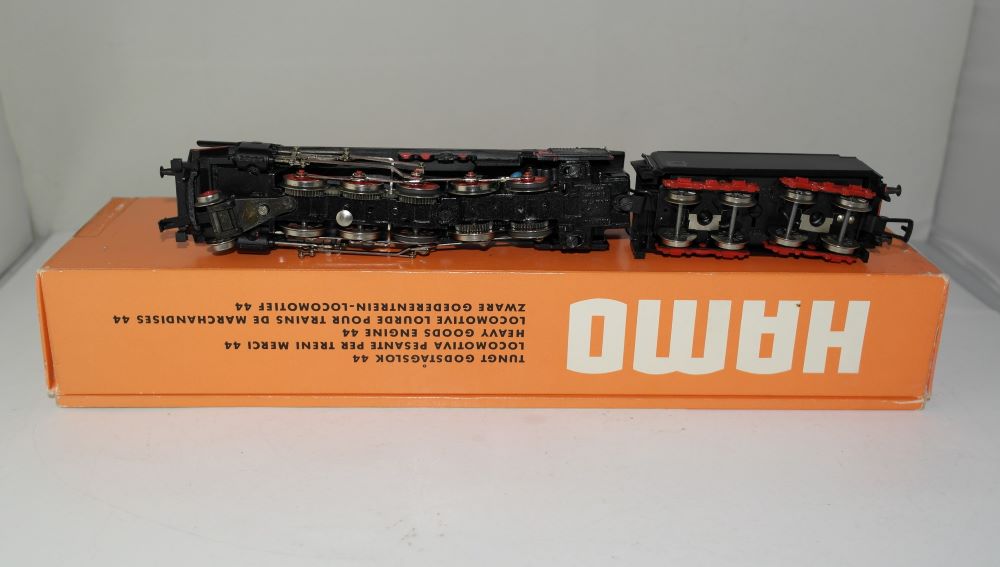 HAMO
TUNGT GODSTÅGSLOK 44
LOCOMOTIVA PESANTE PER TRENI MERCI 44
HEAVY GOODS ENGINE 44
LOCOMOTIVE LOURDE POUR TRAINS DE MARCHANDISES 44
ZWARE GOEDERENTREIN-LOCOMOTIEF 44